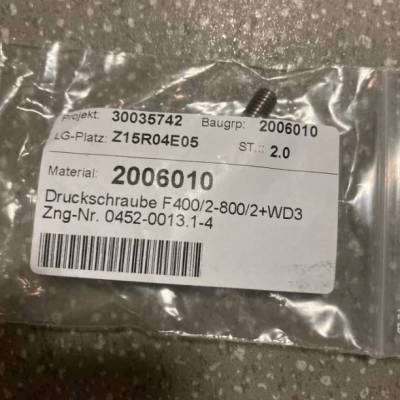 Projekt: 30035742 Baugrp: 2006010
LG-Platz: Z15R04E05 ST.: 2.0
Material: 2006010
Druckschraube F400/2-800/2+WD3
Zng-Nr. 0452-0013.1-4